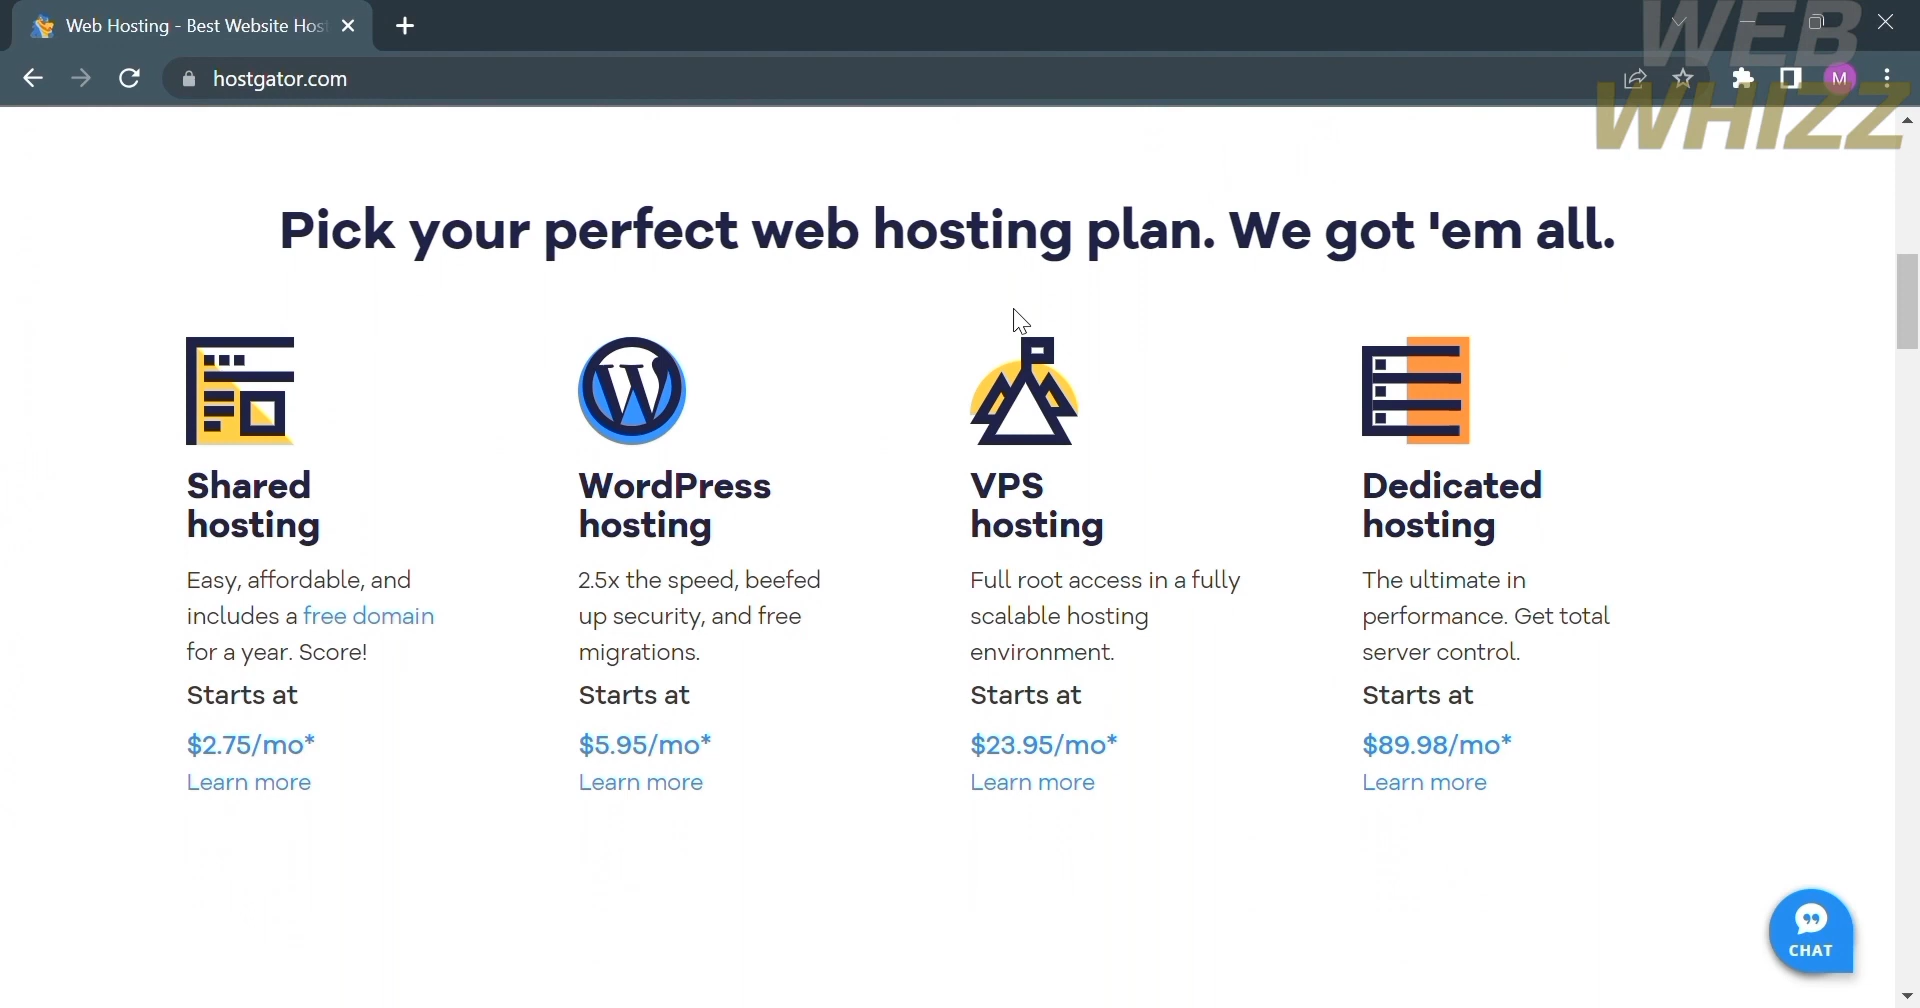 Web Hosting - Best Website Hos
hostgator.com
M
WEB
WHIZZ
Pick your perfect web hosting plan. We got 'em all.
Shared
hosting
Easy, affordable, and
includes a free domain
for a year. Score!
Starts at
$2.75/mo*
Learn more
WordPress
hosting
2.5x the speed, beefed
up security, and free
migrations.
Starts at
$5.95/mo*
Learn more
VPS
hosting
Full root access in a fully
scalable hosting
environment.
Starts at
$23.95/mo*
Learn more
Dedicated
hosting
The ultimate in
performance. Get total
server control.
Starts at
$89.98/mo*
Learn more
CHAT